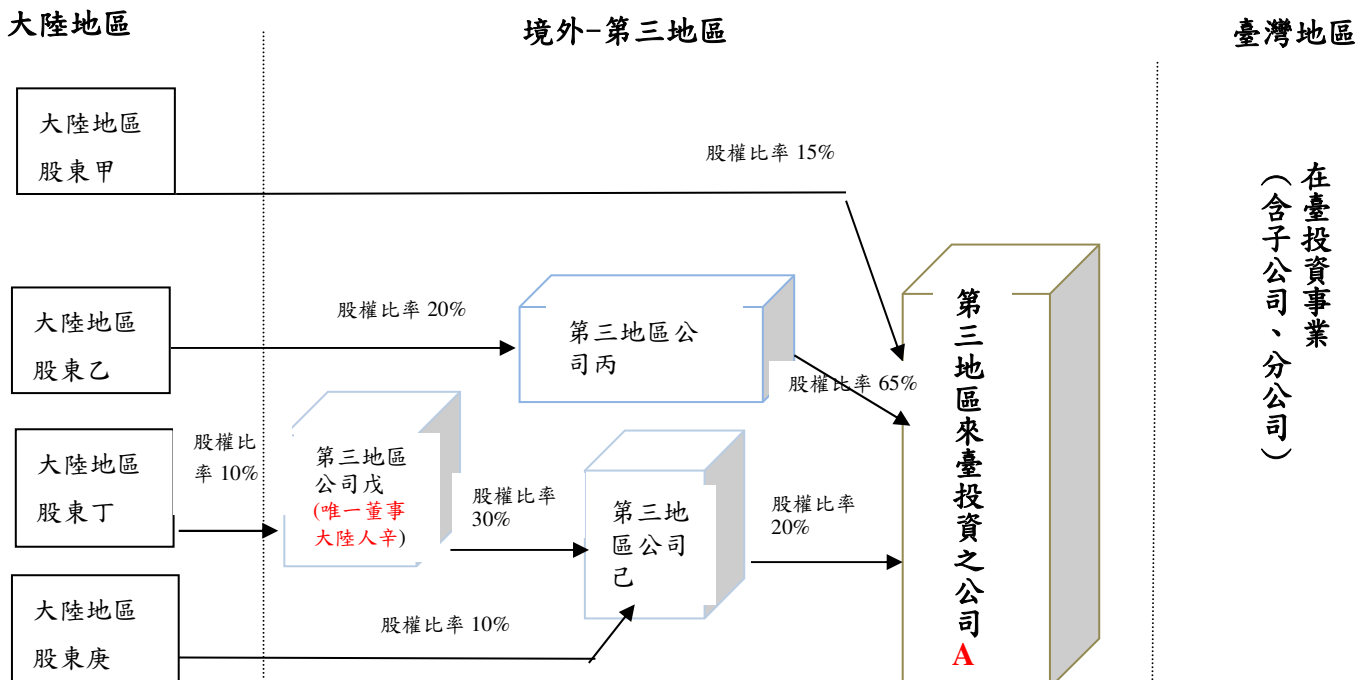 大陸地區
境外-第三地區
臺灣地區
大陸地區
股東甲
股權比率 15%
大陸地區
股東乙
股權比率 20%
第三地區公
司丙
股權比率 65%
大陸地區
股東丁
股權比
率 10%
第三地區
公司戊
(唯一董事
大陸人辛)
股權比率
30%
第三地
區公司
己
股權比率
20%
大陸地區
股東庚
股權比率 10%
第三地區來臺投資之公司
A
在臺投資事業
（含子公司、分公司）